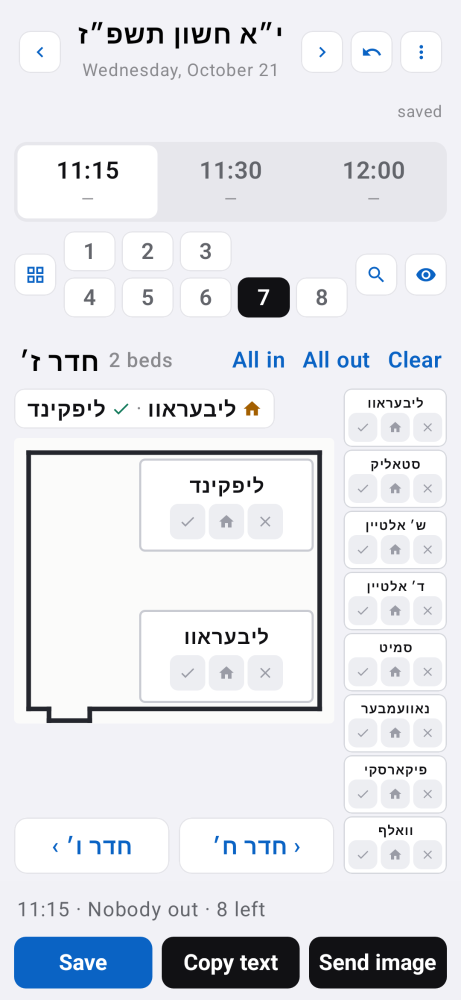 י״א חשון תשפ״ז
Wednesday, October 21
saved
11:15 11:30 12:00
– – –
1 2 3
4 5 6 7 8
חדר ז׳ 2 beds All in All out Clear
ליבעראוו · ליפקינד
ליפקינד
ליבעראוו
ליבעראוו
סטאליק
ש׳ אלטיין
ד׳ אלטיין
סמיט
נאוועמבער
פיקארסקי
וואלף
‹ חדר ו׳
חדר ח׳ ›
11:15 · Nobody out · 8 left
Save Copy text Send image